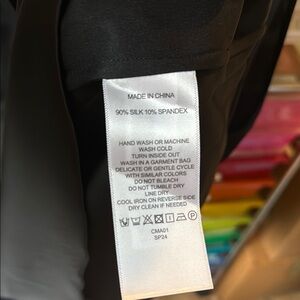 MADE IN CHINA
90% SILK 10% SPANDEX
HAND WASH OR MACHINE
WASH COLD
TURN INSIDE OUT
WASH IN A GARMENT BAG
DELICATE OR GENTLE CYCLE
WITH SIMILAR COLORS
DO NOT BLEACH
DO NOT TUMBLE DRY
LINE DRY
COOL IRON ON REVERSE SIDE
DRY CLEAN IF NEEDED
CMA01
SP24